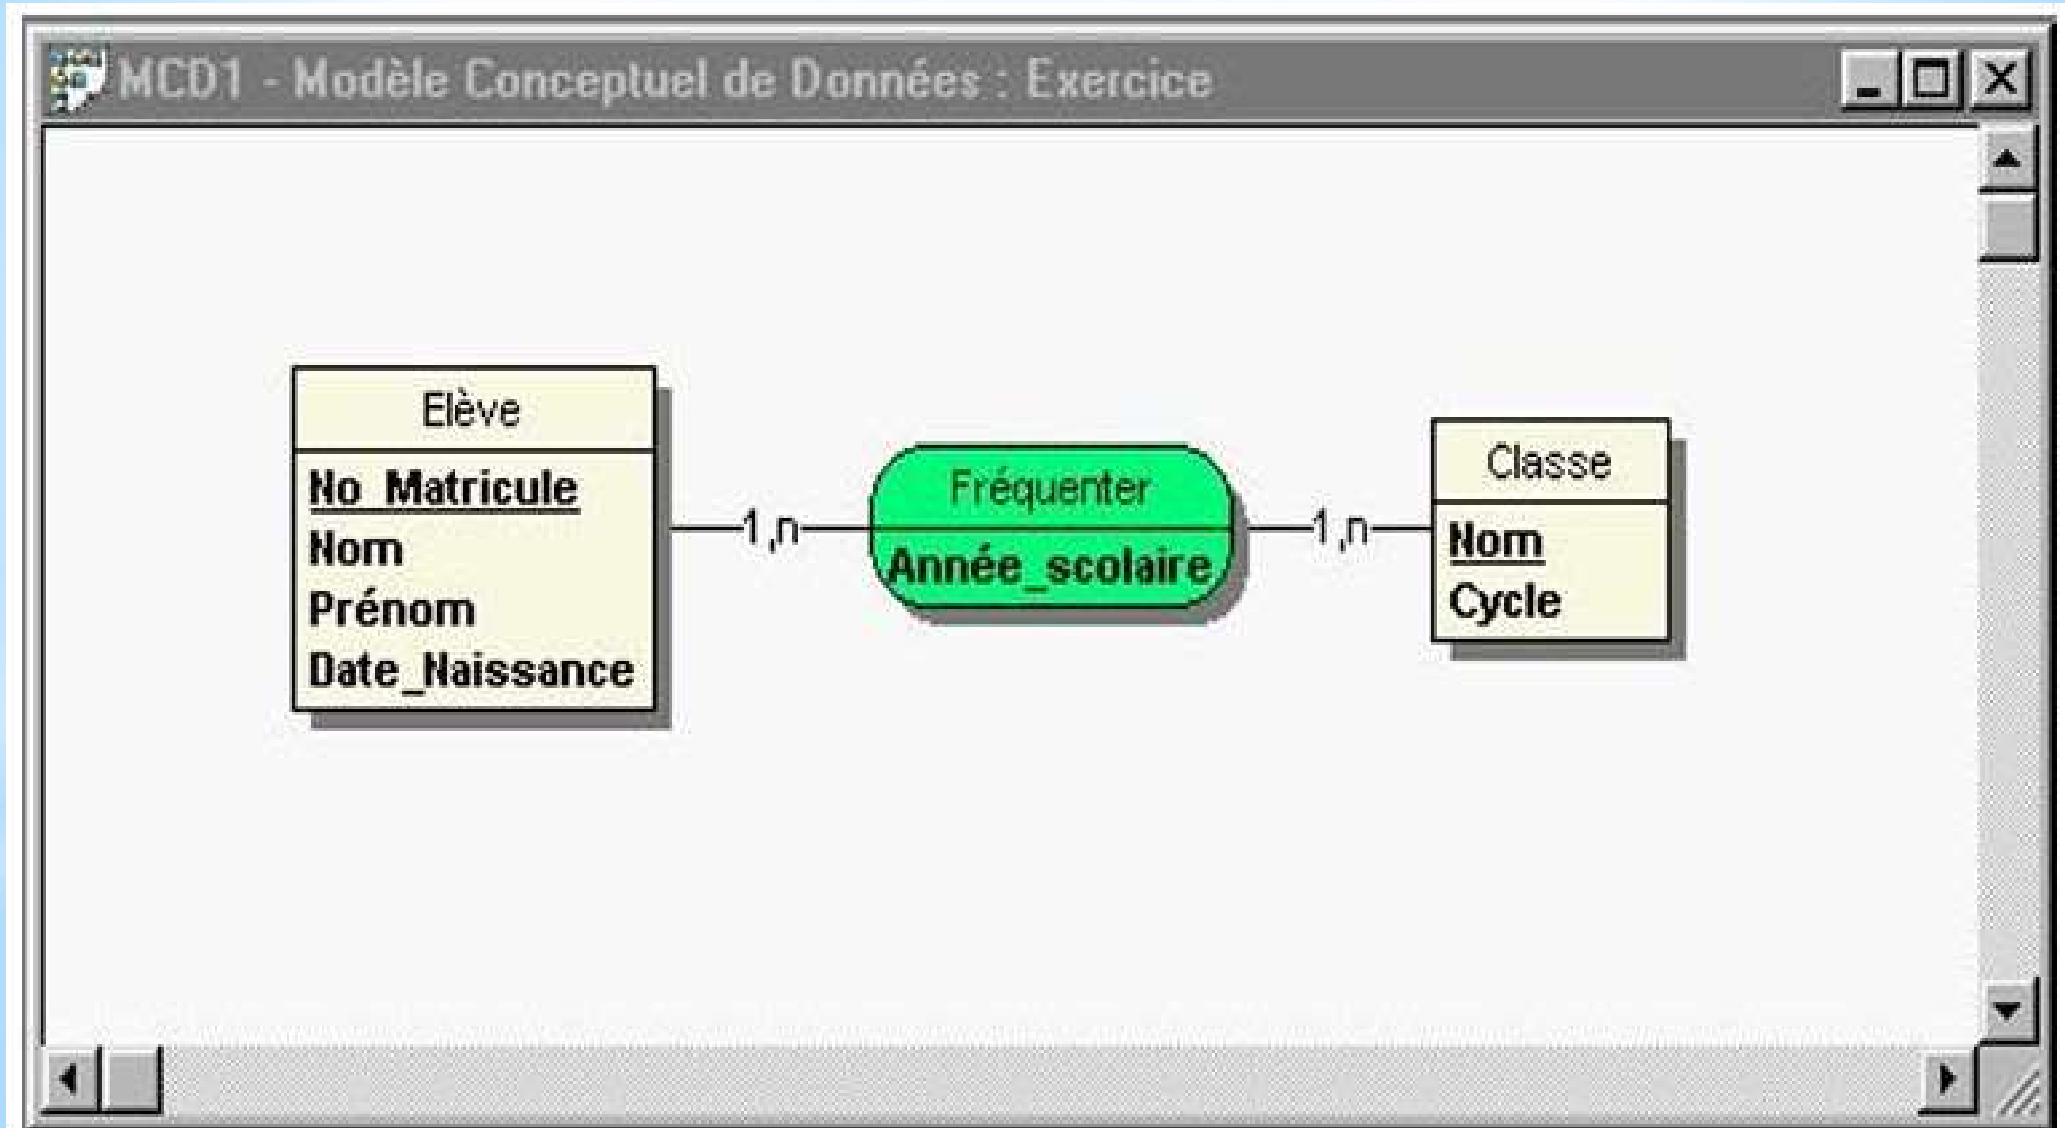 MCD1 - Modèle Conceptuel de Données : Exercice
Elève
No_Matricule
Nom
Prénom
Date_Naissance
1,n
Fréquenter
Année_scolaire
1,n
Classe
Nom
Cycle